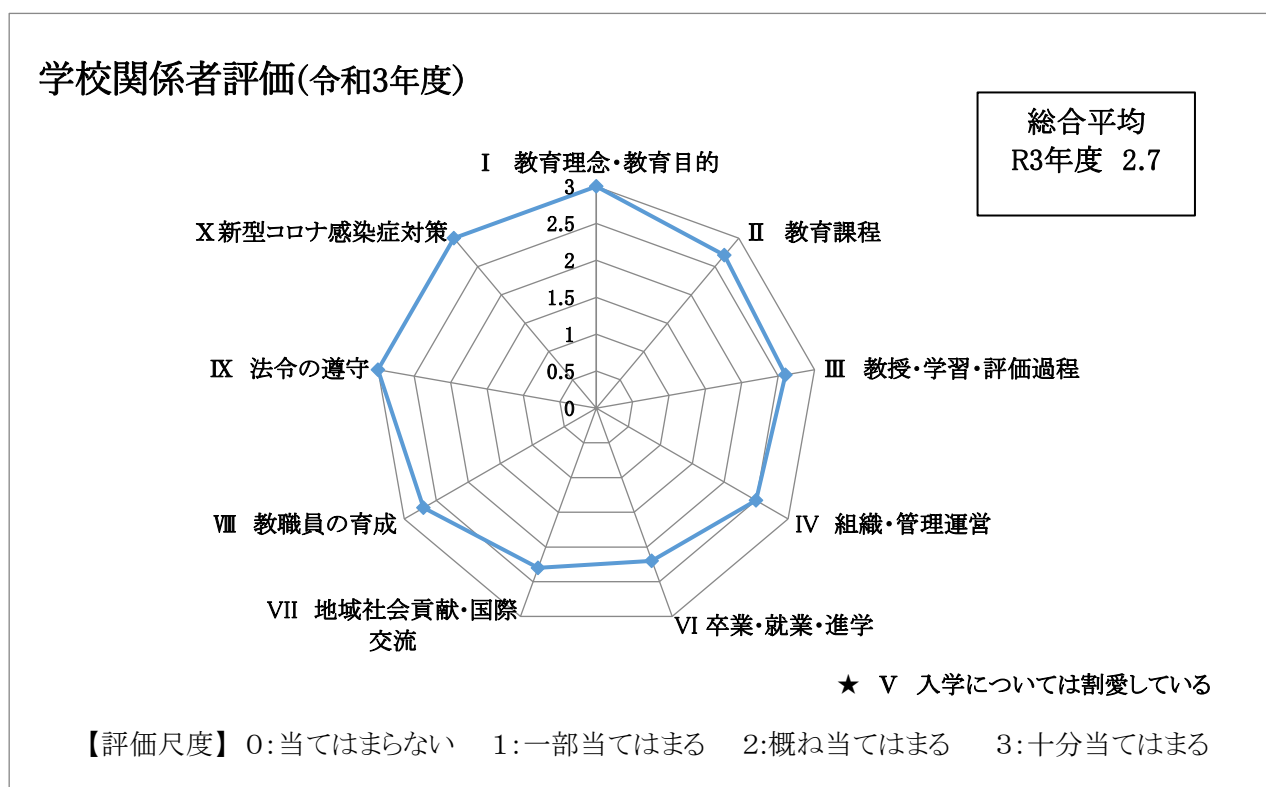 学校関係者評価(令和3年度)
総合平均
R3年度 2.7
Ⅰ 教育理念・教育目的
Ⅱ 教育課程
Ⅲ 教授・学習・評価過程
Ⅳ 組織・管理運営
Ⅵ 卒業・就業・進学
Ⅶ 地域社会貢献・国際
交流
Ⅷ 教職員の育成
Ⅸ 法令の遵守
Ⅹ新型コロナ感染症対策
3
2.5
2
1.5
1
0.5
0
★ Ⅴ 入学については割愛している
【評価尺度】 0:当てはまらない 1:一部当てはまる 2:概ね当てはまる 3:十分当てはまる